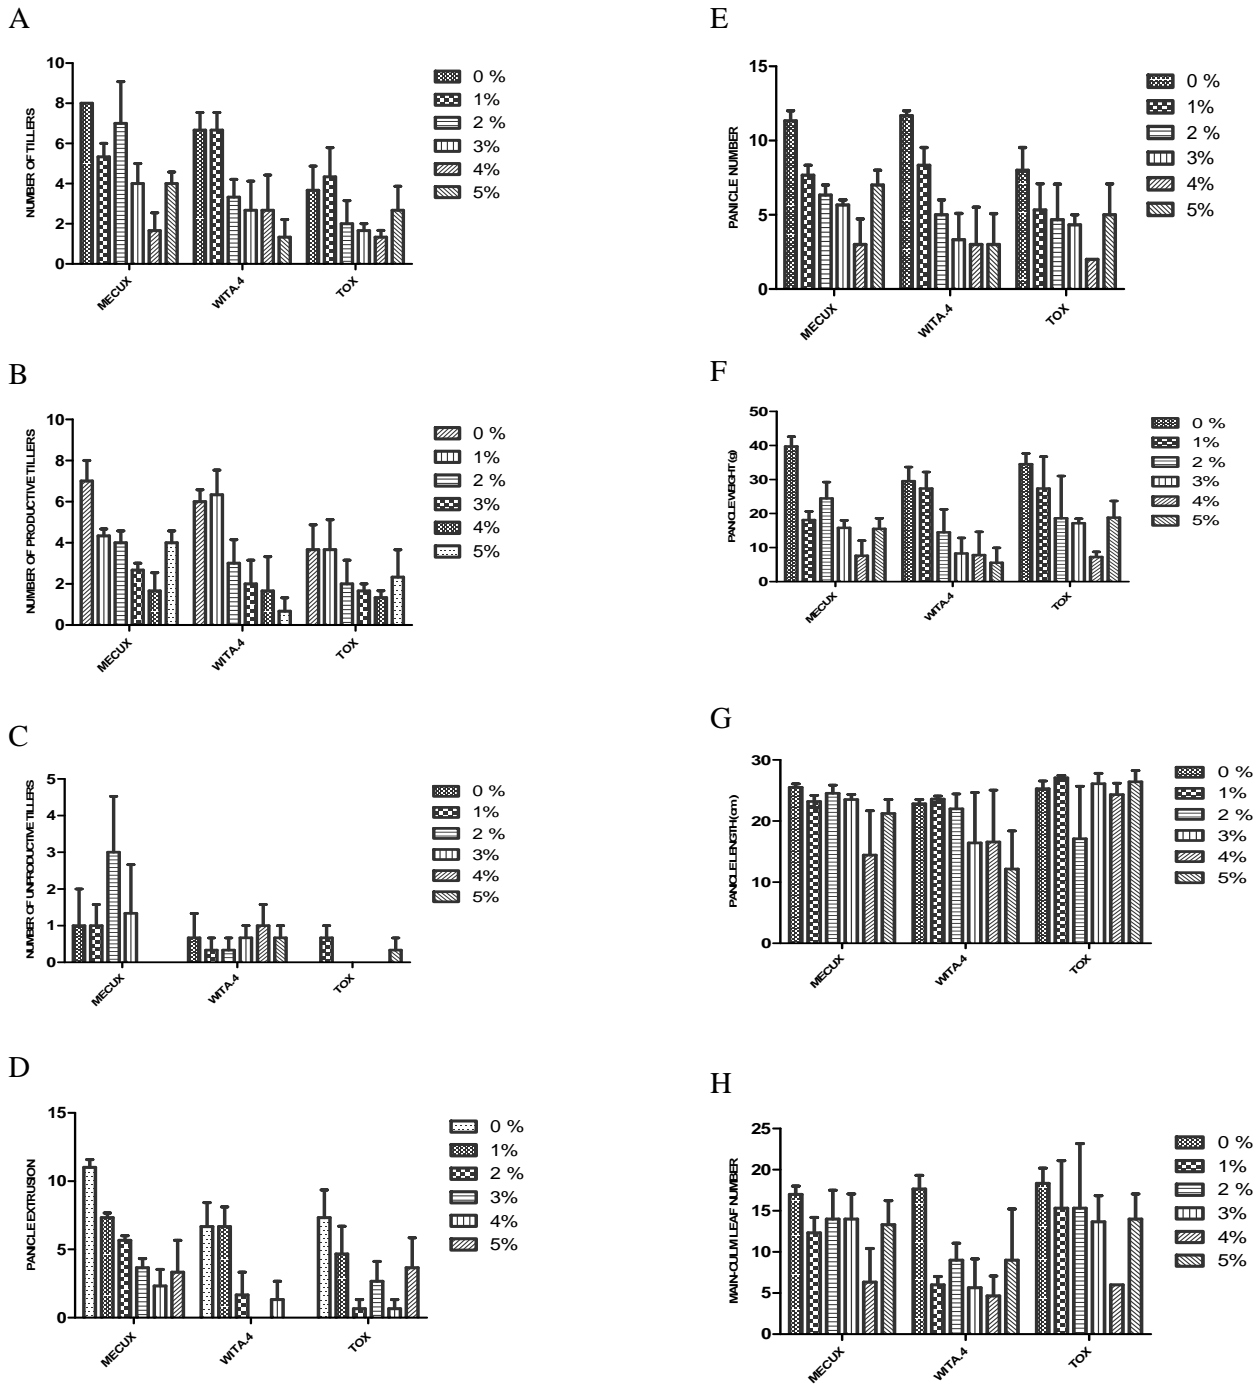 A
NUMBER OF TILLERS
10
8
6
4
2
0
MECUX
WITA.4
TOX
0 %
1%
2 %
3%
4%
5%
B
NUMBER OF PRODUCTIVE TILLERS
10
8
6
4
2
0
MECUX
WITA.4
TOX
0 %
1%
2 %
3%
4%
5%
C
NUMBER OF UNPRODUCTIVE TILLERS
5
4
3
2
1
0
MECUX
WITA.4
TOX
0 %
1%
2 %
3%
4%
5%
D
PANICLE EXTRUSION
15
10
5
0
MECUX
WITA.4
TOX
0 %
1%
2 %
3%
4%
5%
E
PANICLE NUMBER
15
10
5
0
MECUX
WITA.4
TOX
0 %
1%
2 %
3%
4%
5%
F
PANICLE WEIGHT (g)
50
40
30
20
10
0
MECUX
WITA.4
TOX
0 %
1%
2 %
3%
4%
5%
G
PANICLE LENGTH (cm)
30
20
10
0
MECUX
WITA.4
TOX
0 %
1%
2 %
3%
4%
5%
H
MAIN-CULM LEAF NUMBER
25
20
15
10
5
0
MECUX
WITA.4
TOX
0 %
1%
2 %
3%
4%
5%